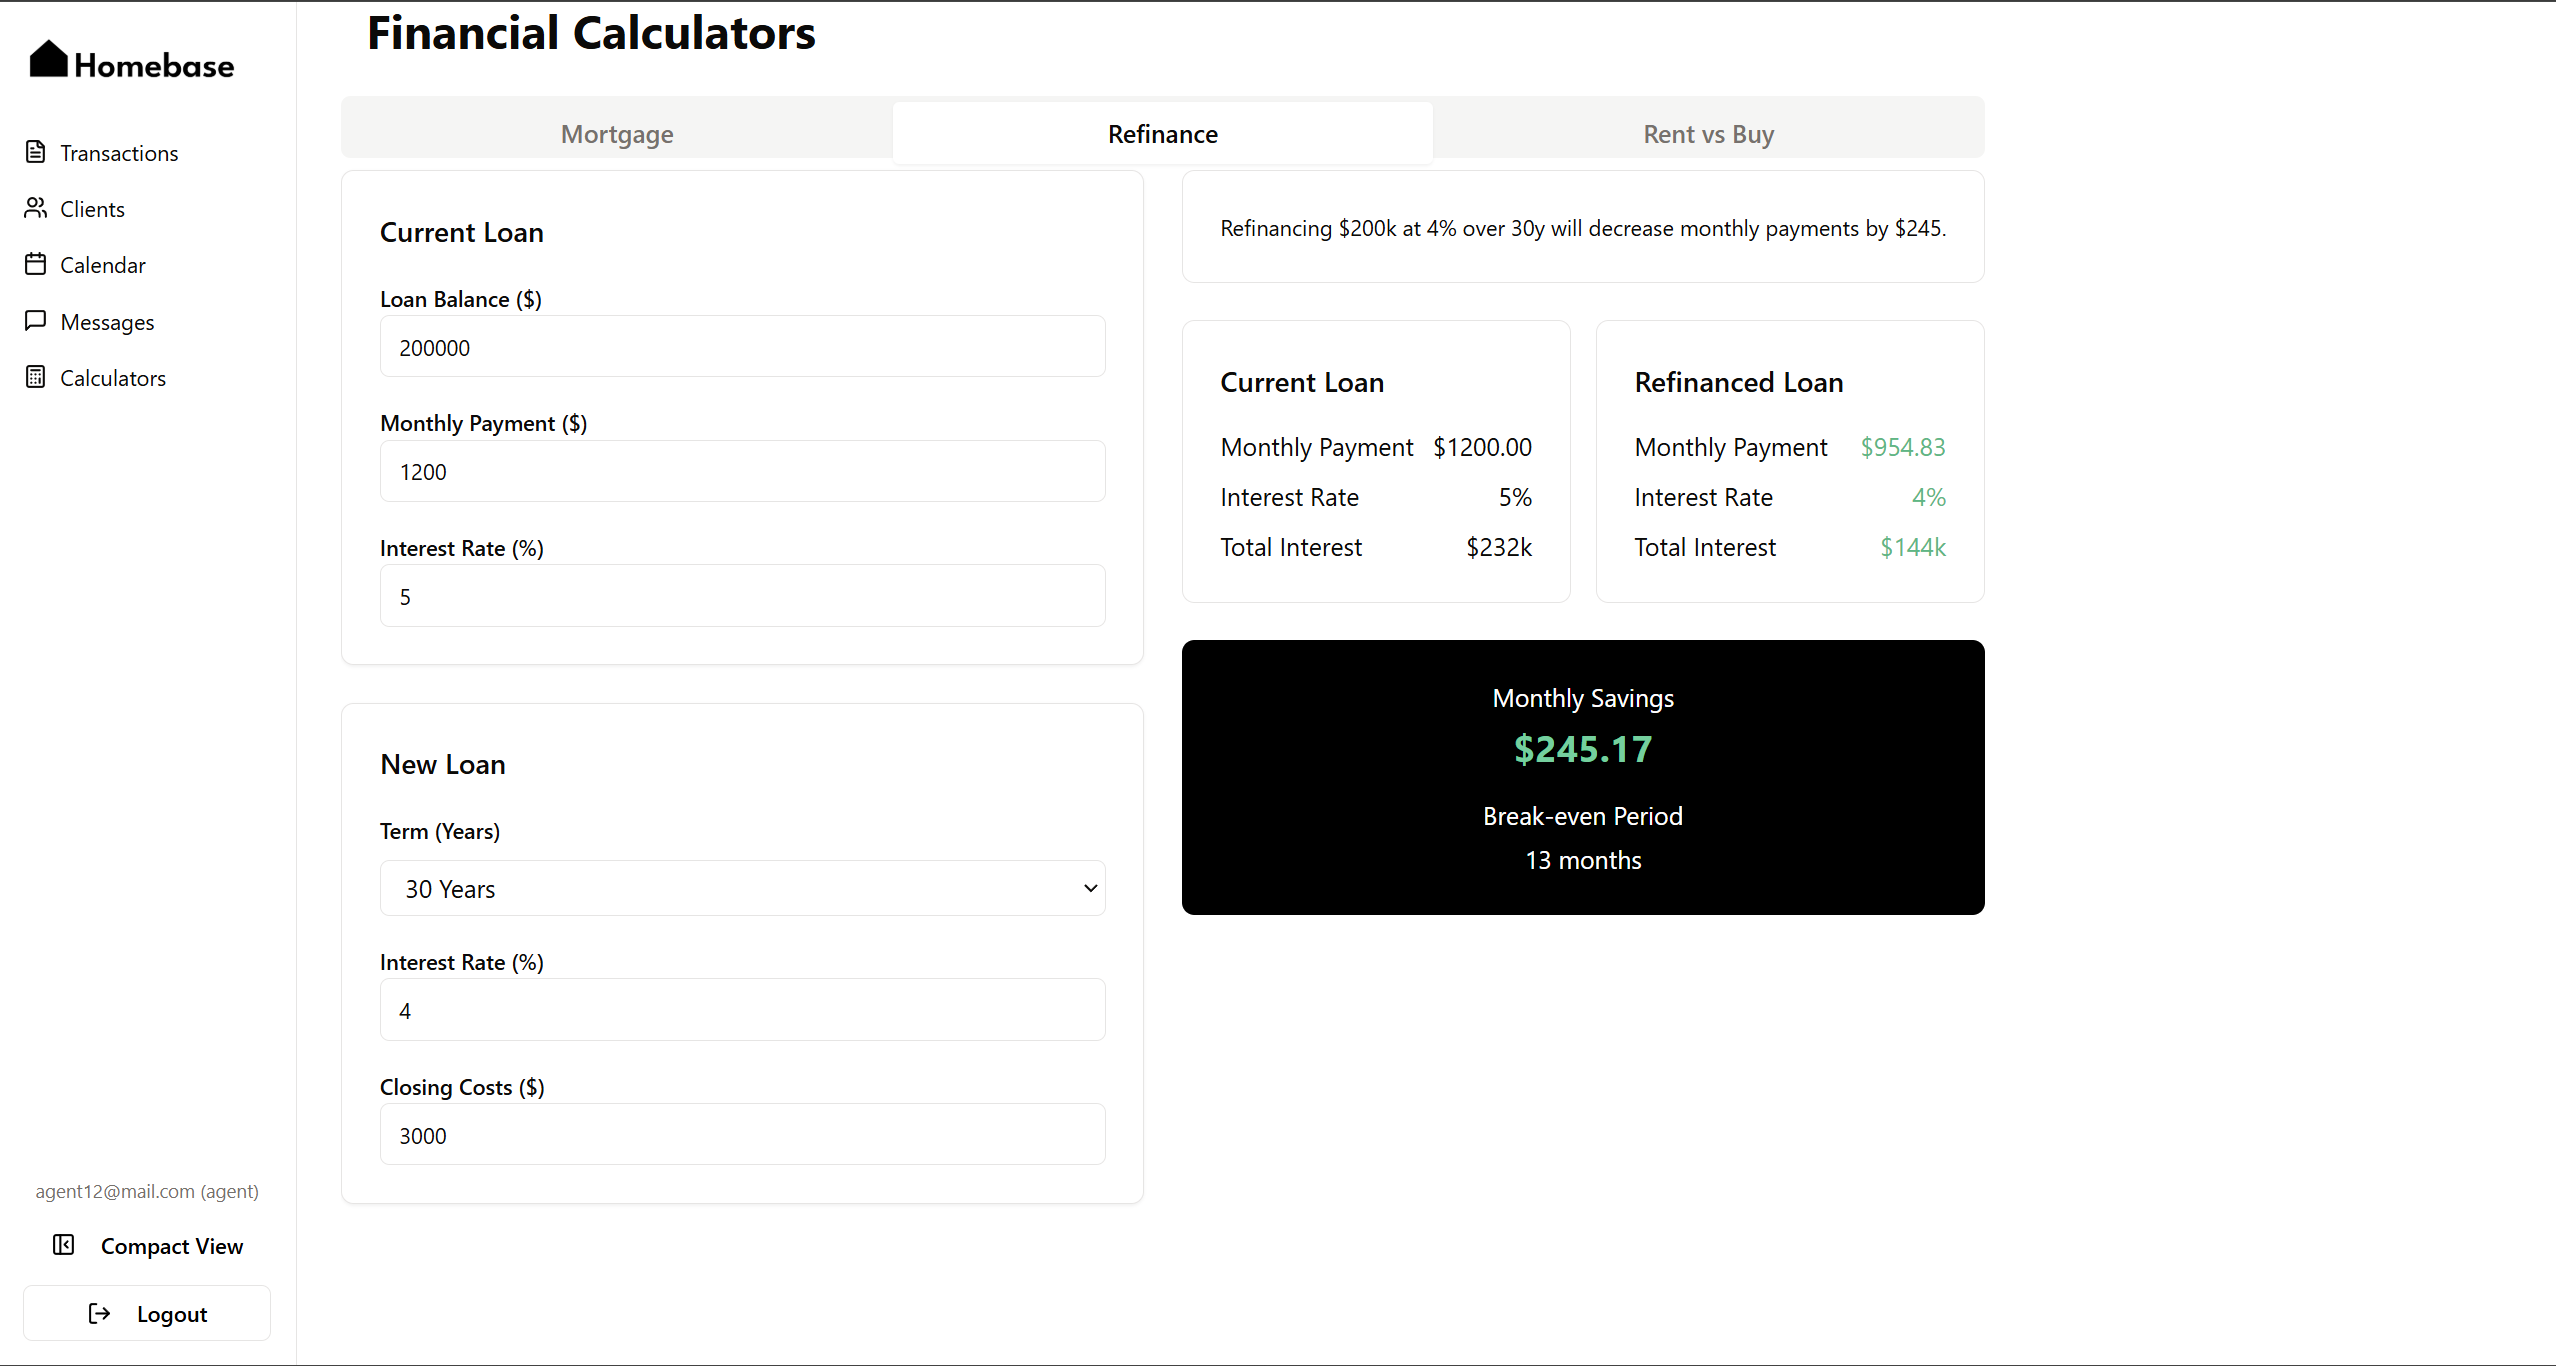 Homebase
Transactions
Clients
Calendar
Messages
Calculators
agent12@mail.com (agent)
Compact View
Logout
Financial Calculators
Mortgage
Refinance
Rent vs Buy
Current Loan
Loan Balance ($)
200000
Monthly Payment ($)
1200
Interest Rate (%)
5
New Loan
Term (Years)
30 Years
Interest Rate (%)
4
Closing Costs ($)
3000
Refinancing $200k at 4% over 30y will decrease monthly payments by $245.
Current Loan
Monthly Payment $1200.00
Interest Rate 5%
Total Interest $232k
Refinanced Loan
Monthly Payment $954.83
Interest Rate 4%
Total Interest $144k
Monthly Savings
$245.17
Break-even Period
13 months